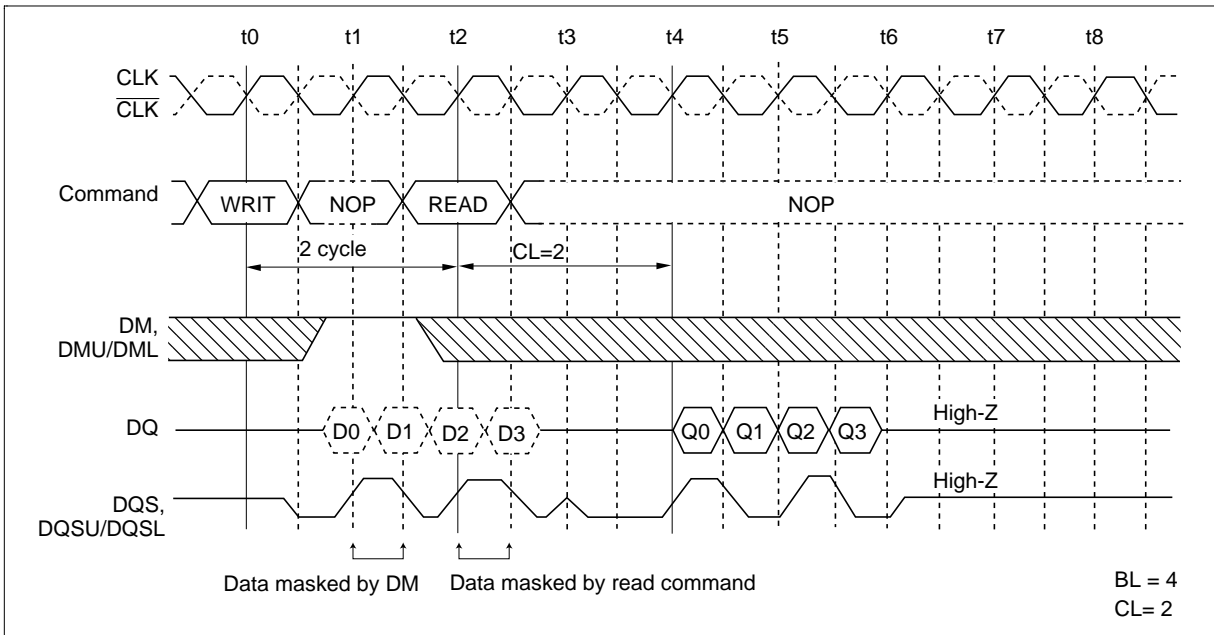 t0 t1 t2 t3 t4 t5 t6 t7 t8
CLK
CLK
Command
WRIT NOP READ NOP
2 cycle CL=2
DM,
DMU/DML
DQ D0 D1 D2 D3 Q0 Q1 Q2 Q3 High-Z
DQS,
DQSU/DQSL
High-Z
Data masked by DM Data masked by read command
BL = 4
CL= 2